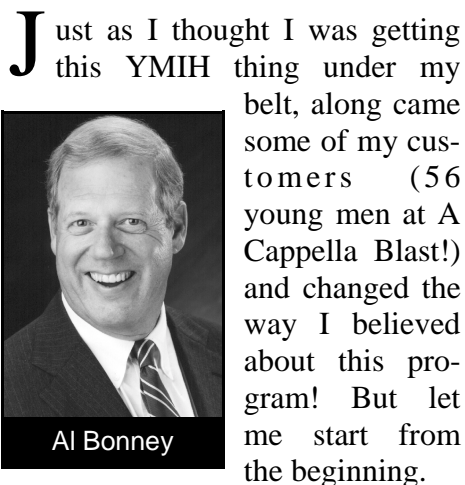 Just as I thought I was getting
this YMIH thing under my
belt, along came
some of my cus-
tomers (56
young men at A
Cappella Blast!)
and changed the
way I believed
about this pro-
gram! But let
me start from
the beginning.
Al Bonney